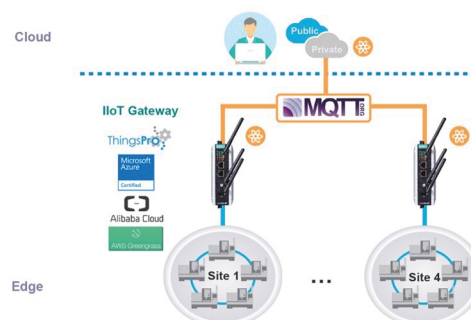 Cloud
Public
Private
MQTT
.ORG
IIoT Gateway
ThingsPro
Microsoft
Azure
Certified
Alibaba Cloud
AWS Greengrass
Site 1
...
Site 4
Edge